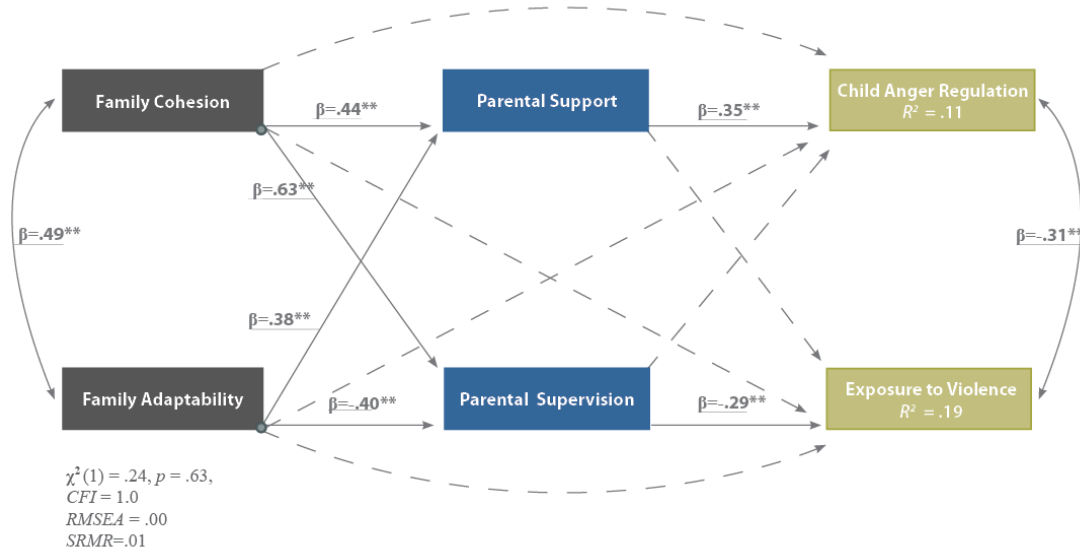 Family Cohesion
β=.44**
Parental Support
β=.35**
Child Anger Regulation
R² = .11
β=.63**
β=.49**
β=-.31**
β=.38**
Family Adaptability
β=-.40**
Parental Supervision
β=-.29**
Exposure to Violence
R² = .19
χ²(1) = .24, p = .63,
CFI = 1.0
RMSEA = .00
SRMR=.01